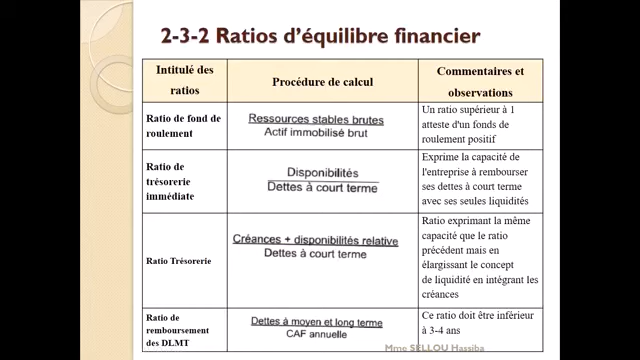 2-3-2 Ratios d'équilibre financier
Intitulé des
ratios
Procédure de calcul
Commentaires et
observations
Ratio de fond de
roulement
Ressources stables brutes
Actif immobilisé brut
Un ratio supérieur à 1
atteste d'un fonds de
roulement positif
Ratio de
trésorerie
immédiate
Disponibilités
Dettes à court terme
Exprime la capacité de
l'entreprise à rembourser
ses dettes à court terme
avec ses seules liquidités
Ratio Trésorerie
Créances + disponibilités relative
Dettes à court terme
Ratio exprimant la même
capacité que le ratio
précédent mais en
élargissant le concept
de liquidité en intégrant les
créances
Ratio de
remboursement
des DLMT
Dettes à moyen et long terme
CAF annuelle
Ce ratio doit être inférieur
à 3-4 ans
Mme SELLOU Hassiba